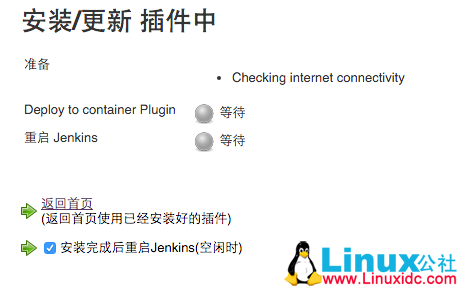 安装/更新 插件中
准备
• Checking internet connectivity
Deploy to container Plugin 等待
重启 Jenkins 等待
返回首页
(返回首页使用已经安装好的插件)
安装完成后重启Jenkins(空闲时)
Linux公社
www.Linuxidc.com